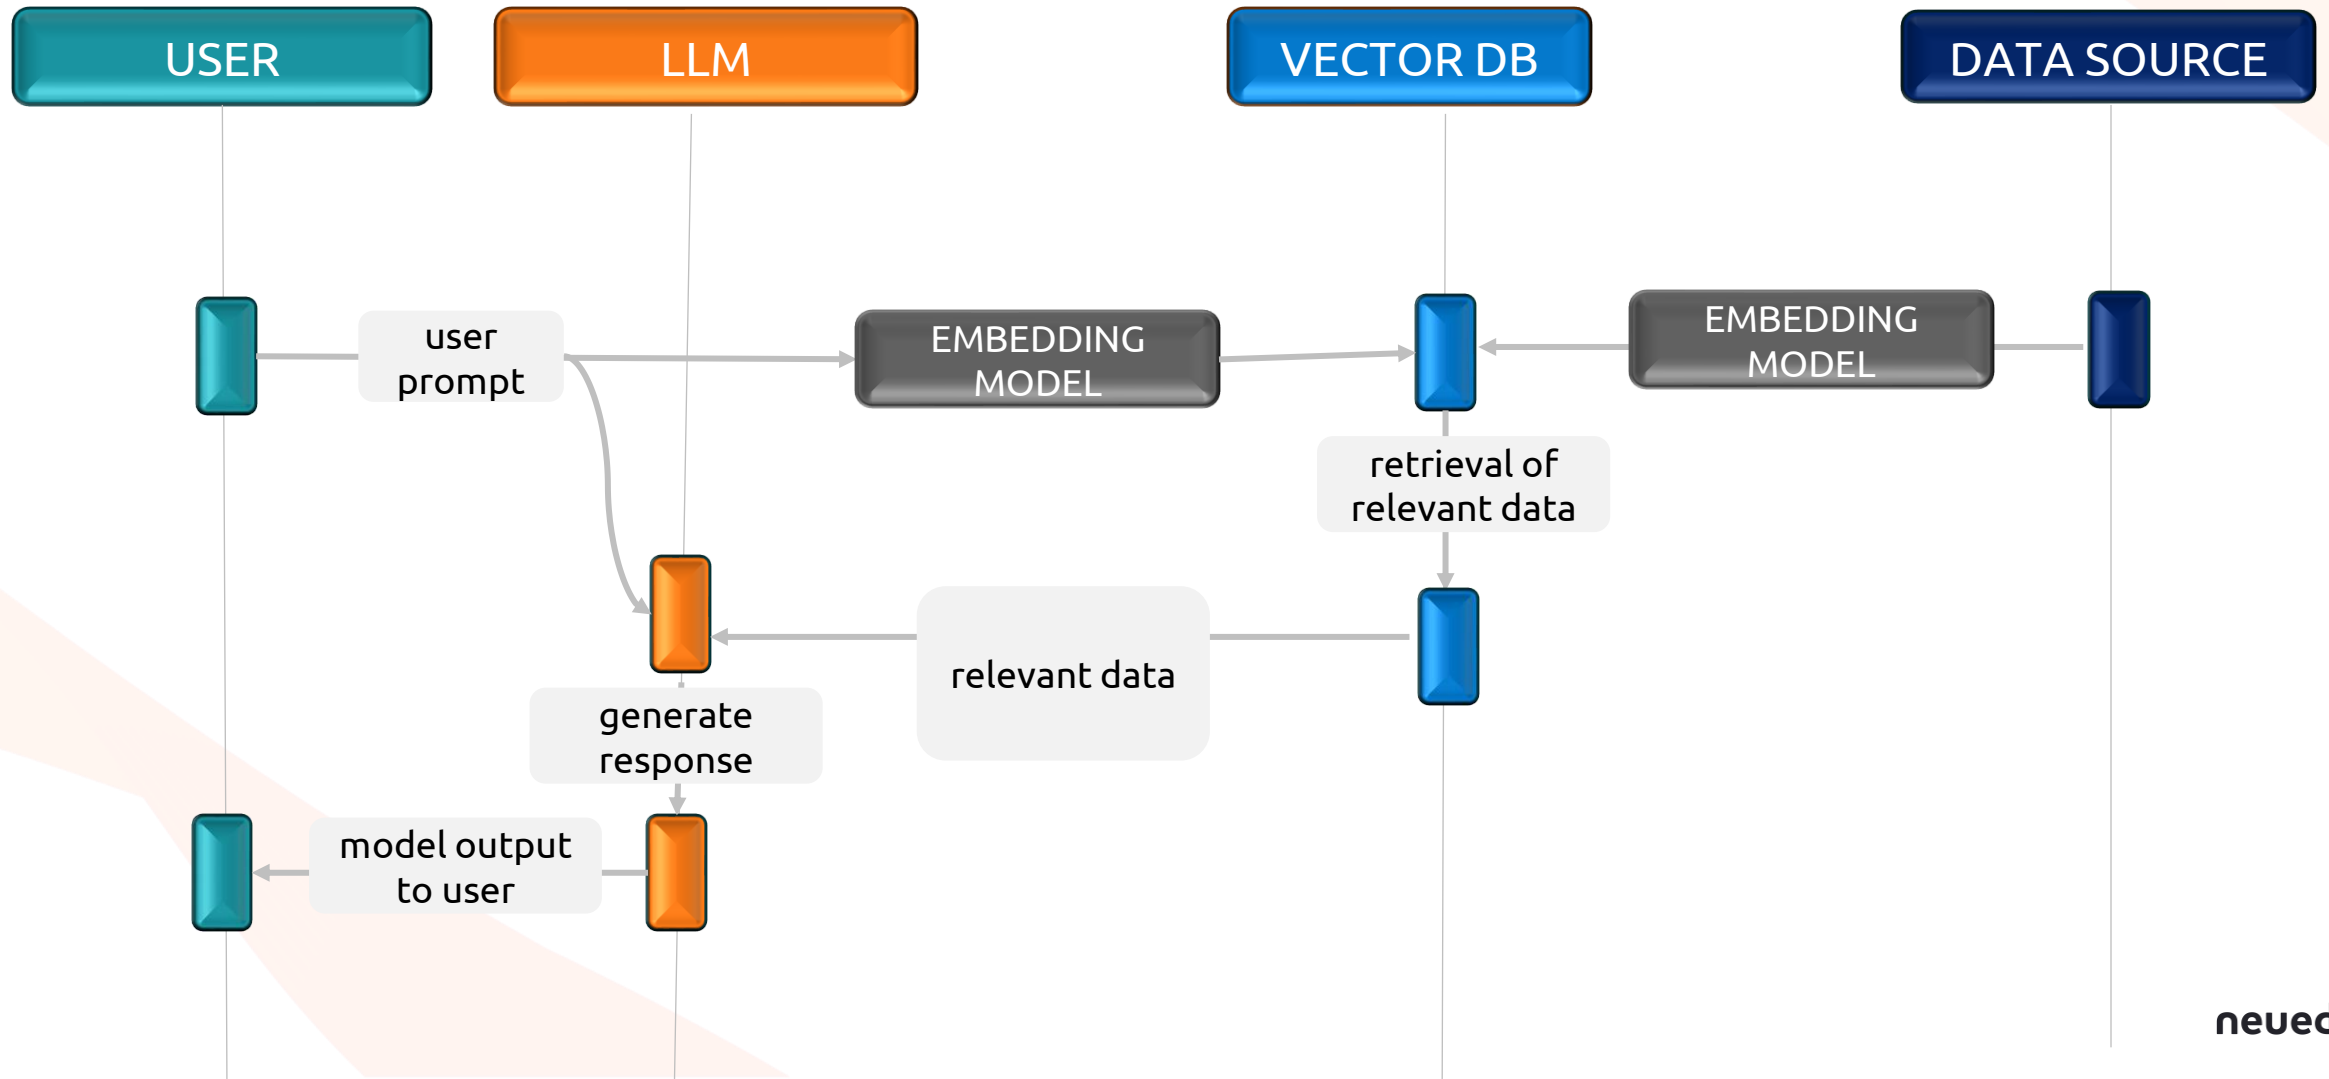 USER
LLM
VECTOR DB
DATA SOURCE
user
prompt
EMBEDDING
MODEL
EMBEDDING
MODEL
retrieval of
relevant data
relevant data
generate
response
model output
to user